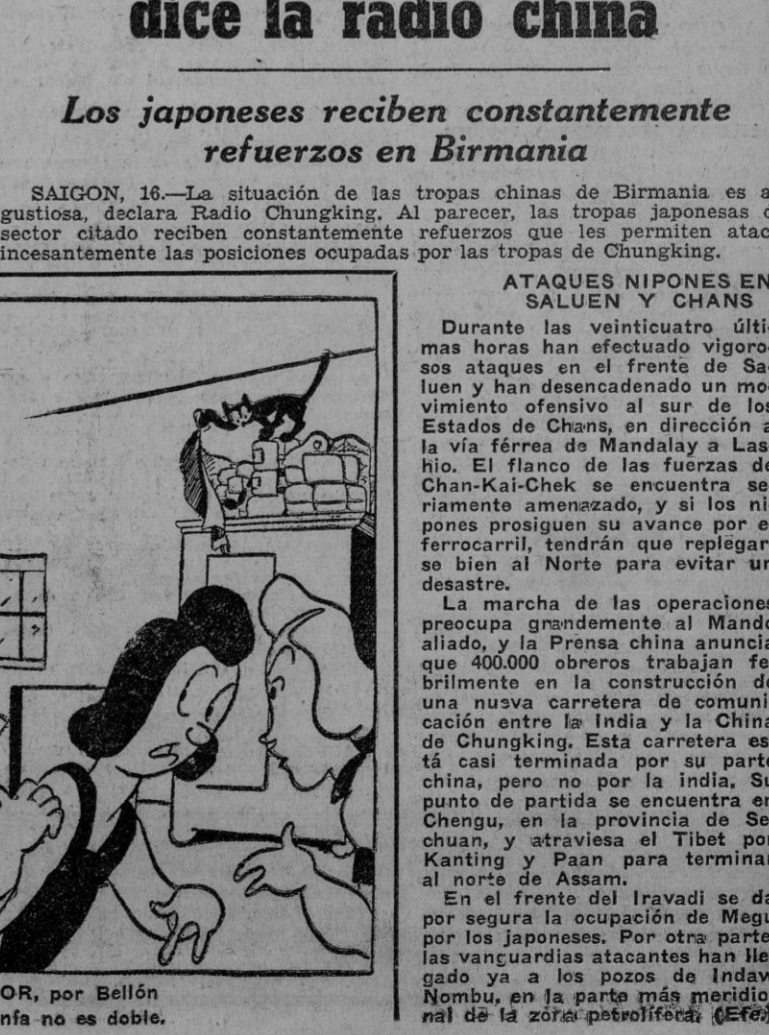 dice la radio china
Los japoneses reciben constantemente
refuerzos en Birmania
SAIGON, 16.—La situación de las tropas chinas de Birmania es a
gustiosa, declara Radio Chungking. Al parecer, las tropas japonesas
sector citado reciben constantemente refuerzos que les permiten atac
incesantemente las posiciones ocupadas por las tropas de Chungking.
ATAQUES NIPONES EN
SALUEN Y CHANS
Durante las veinticuatro últi-
mas horas han efectuado vigoro-
sos ataques en el frente de Sa-
luen y han desencadenado un mo-
vimiento ofensivo al sur de los
Estados de Chans, en dirección a
la vía férrea de Mandalay a Las-
hio. El flanco de las fuerzas de
Chan-Kai-Chek se encuentra se-
riamente amenazado, y si los ni-
pones prosiguen su avance por e
ferrocarril, tendrán que replegar-
se bien al Norte para evitar un
desastre.
La marcha de las operaciones
preocupa grandemente al Mando
aliado, y la Prensa china anuncia
que 400.000 obreros trabajan fe-
brilmente en la construcción de
una nueva carretera de comuni-
cación entre la India y la China
de Chungking. Esta carretera es-
tá casi terminada por su parte
china, pero no por la india. Su
punto de partida se encuentra en
Chengu, en la provincia de Se-
chuan, y atraviesa el Tibet por
Kanting y Paan para terminar
al norte de Assam.
En el frente del Iravadi se da
por segura la ocupación de Megu
por los japoneses. Por otra parte,
las vanguardias atacantes han lle-
gado ya a los pozos de Indav
Nombu, en la parte más meridio-
nal de la zona petrolífera. (Efe.)
OR, por Bellón
nfa no es doble.